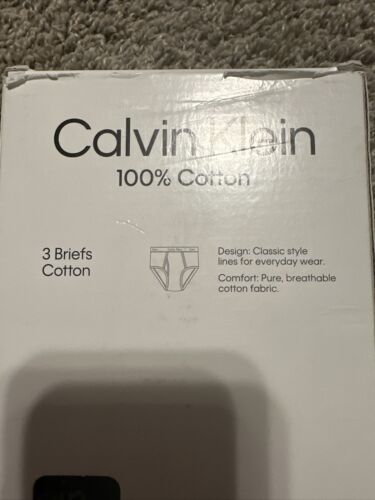 Calvin Klein
100% Cotton
3 Briefs
Cotton
Design: Classic style
lines for everyday wear.
Comfort: Pure, breathable
cotton fabric.